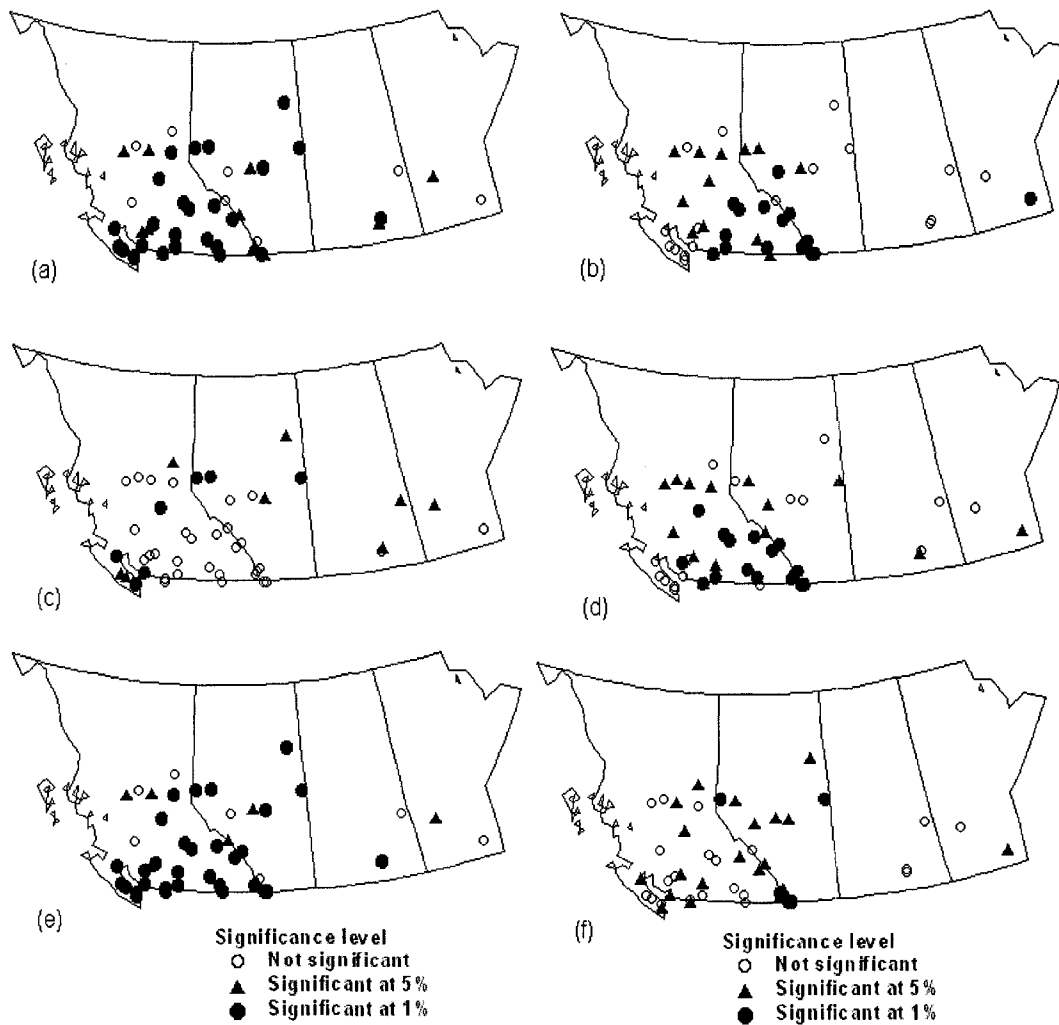 (a)
(b)
(c)
(d)
(e)
(f)
Significance level
Not significant
Significant at 5%
Significant at 1%
Significance level
Not significant
Significant at 5%
Significant at 1%